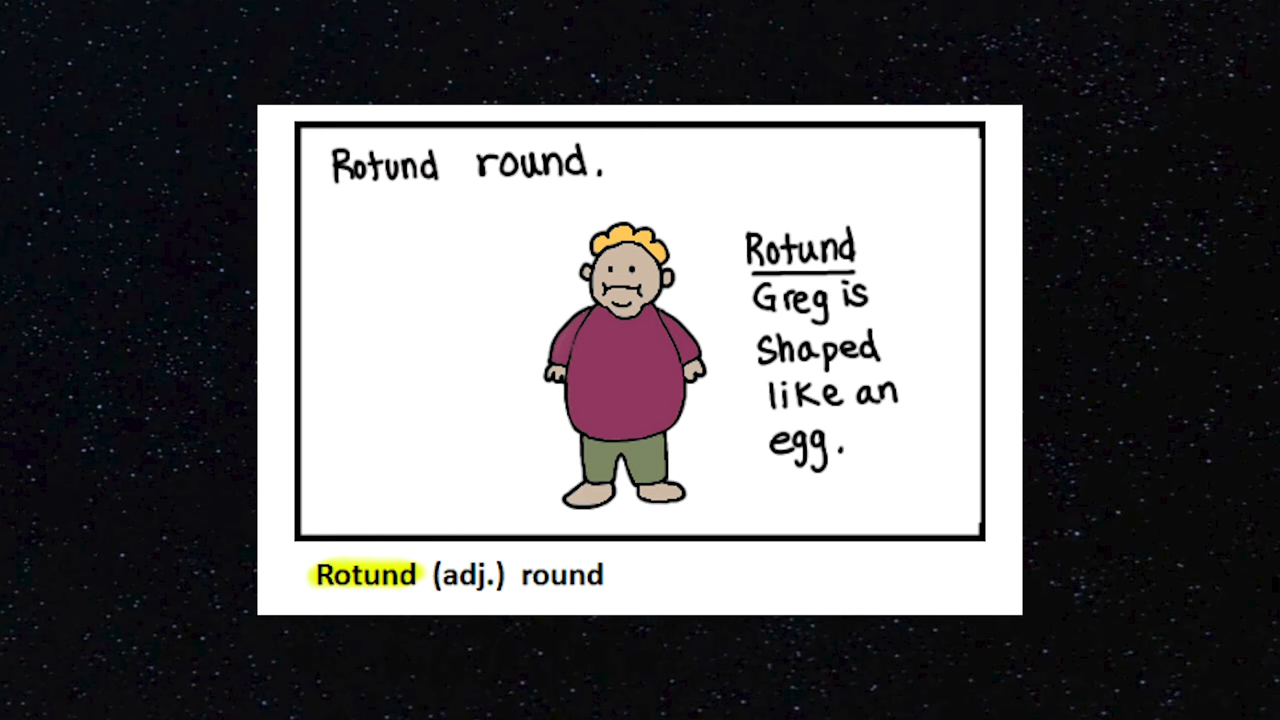 Rotund round.
Rotund
Greg is
Shaped
like an
egg.
Rotund (adj.) round